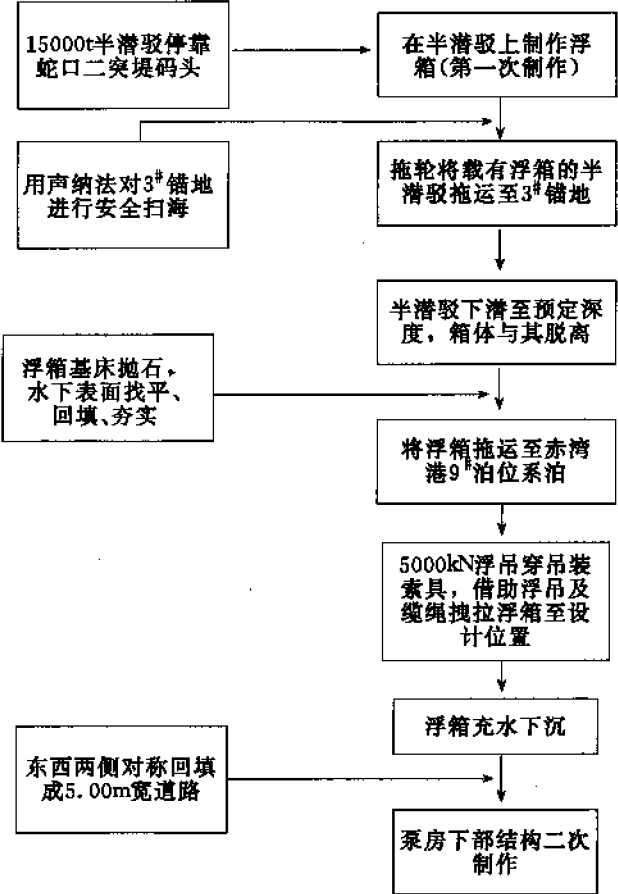 15000t半潜驳停靠
蛇口二突堤码头
在半潜驳上制作浮
箱(第一次制作)
用声纳法对3#锚地
进行安全扫海
拖轮将载有浮箱的半
潜驳拖运至3#锚地
半潜驳下潜至预定深
度，箱体与其脱离
浮箱基床抛石，
水下表面找平、
回填、夯实
将浮箱拖运至赤湾
港9#泊位系泊
5000kN浮吊穿吊装
索具，借助浮吊及
缆绳拽拉浮箱至设
计位置
浮箱充水下沉
东西两侧对称回填
成5.00m宽道路
泵房下部结构二次
制作